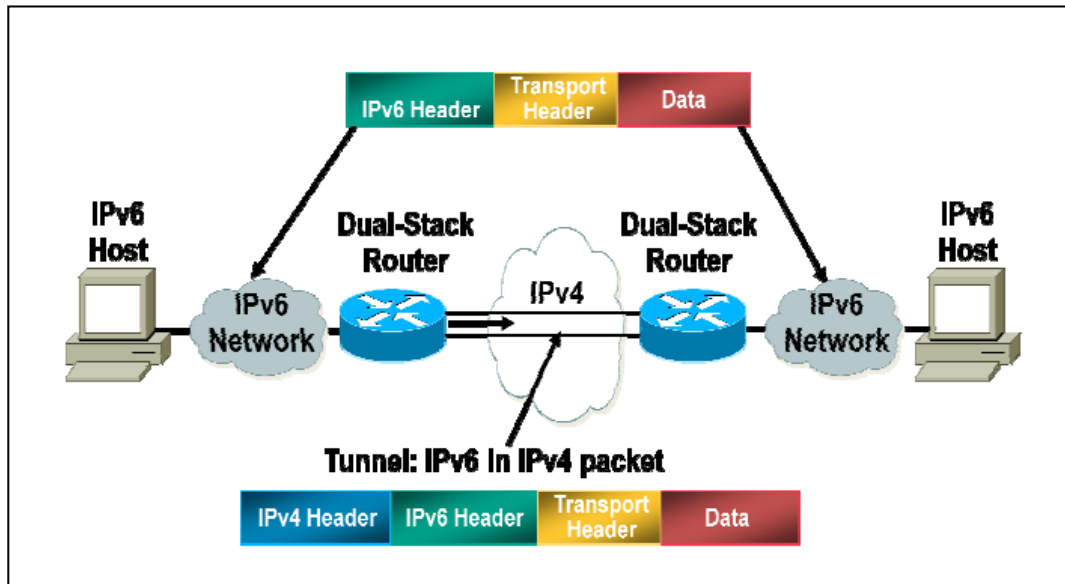 IPv6 Header
Transport
Header
Data
IPv6
Host
Dual-Stack
Router
Dual-Stack
Router
IPv6
Host
IPv6
Network
IPv4
IPv6
Network
Tunnel: IPv6 in IPv4 packet
IPv4 Header
IPv6 Header
Transport
Header
Data